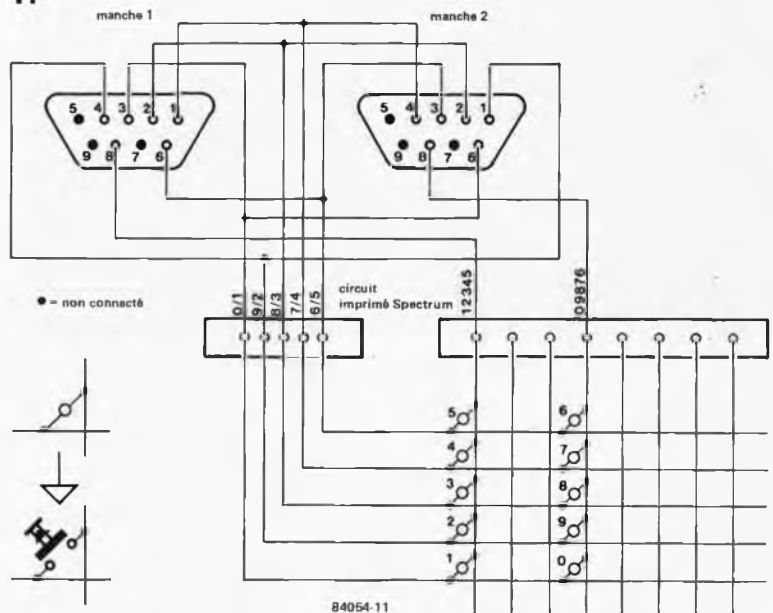 manche 1
manche 2
5 4 3 2 1
9 8 7 6
5 4 3 2 1
9 8 7 6
● = non connecté
0/1
9/2
8/3
7/4
6/5
circuit
imprimé Spectrum
12345
09876
5
6
4
7
3
8
2
9
1
0
84054-11